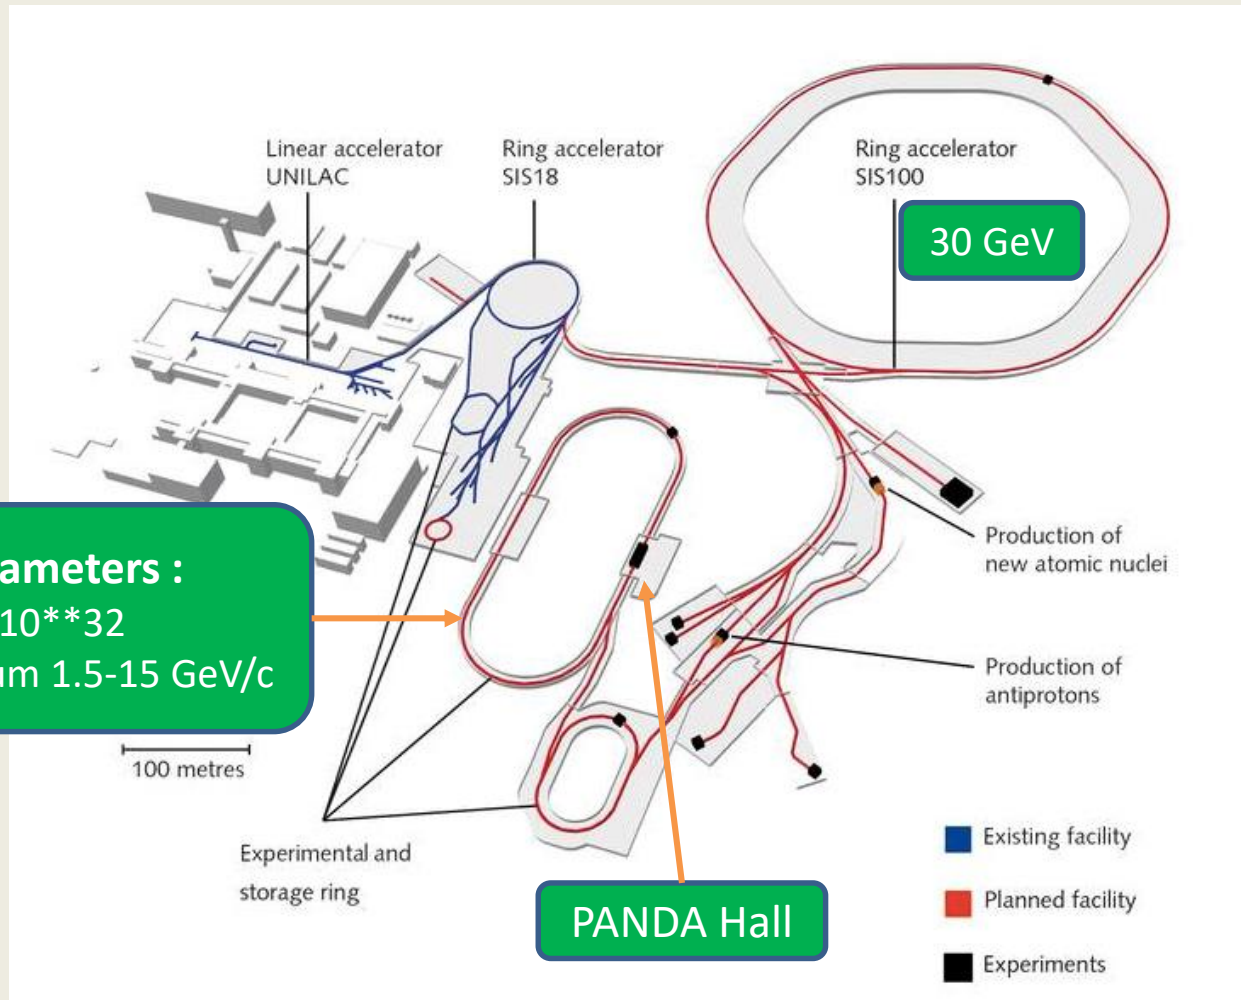 Linear accelerator
UNILAC
Ring accelerator
SIS18
Ring accelerator
SIS100
30 GeV
Production of
new atomic nuclei
ameters :
10**32
1.5-15 GeV/c
Production of
antiprotons
100 metres
Experimental and
storage ring
PANDA Hall
Existing facility
Planned facility
Experiments